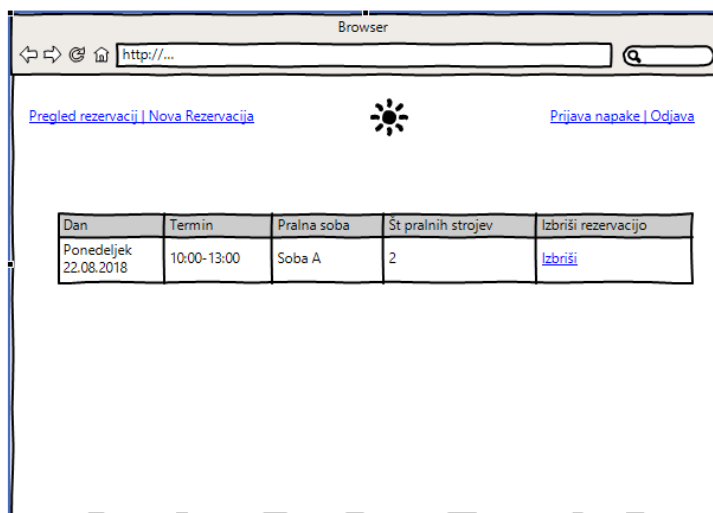 Browser
http://...
Pregled rezervacij | Nova Rezervacija
Prijava napake | Odjava
Dan Termin Pralna soba Št pralnih strojev Izbriši rezervacijo
Ponedeljek
22.08.2018 10:00-13:00 Soba A 2 Izbriši